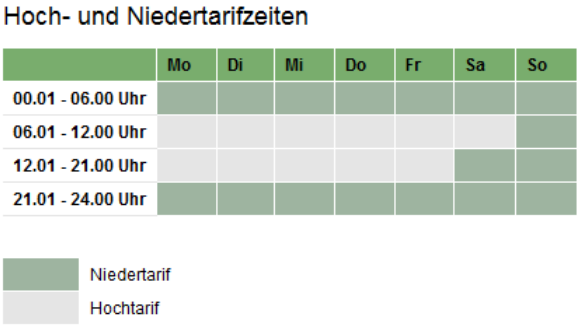 Hoch- und Niedertarifzeiten
Mo Di Mi Do Fr Sa So
00.01 - 06.00 Uhr
06.01 - 12.00 Uhr
12.01 - 21.00 Uhr
21.01 - 24.00 Uhr
Niedertarif
Hochtarif